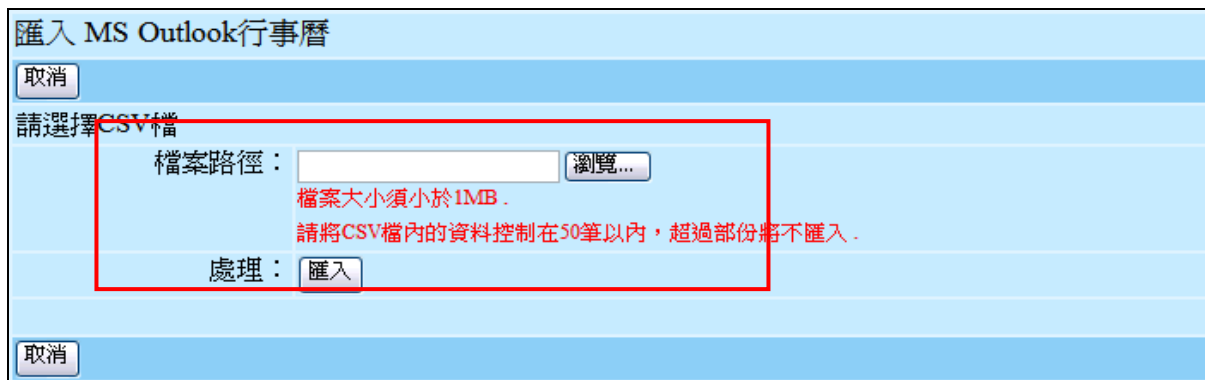 匯入 MS Outlook行事曆
取消
請選擇CSV檔
檔案路徑： 瀏覽...
檔案大小須小於1MB .
請將CSV檔內的資料控制在50筆以內，超過部份將不匯入 .
處理： 匯入
取消